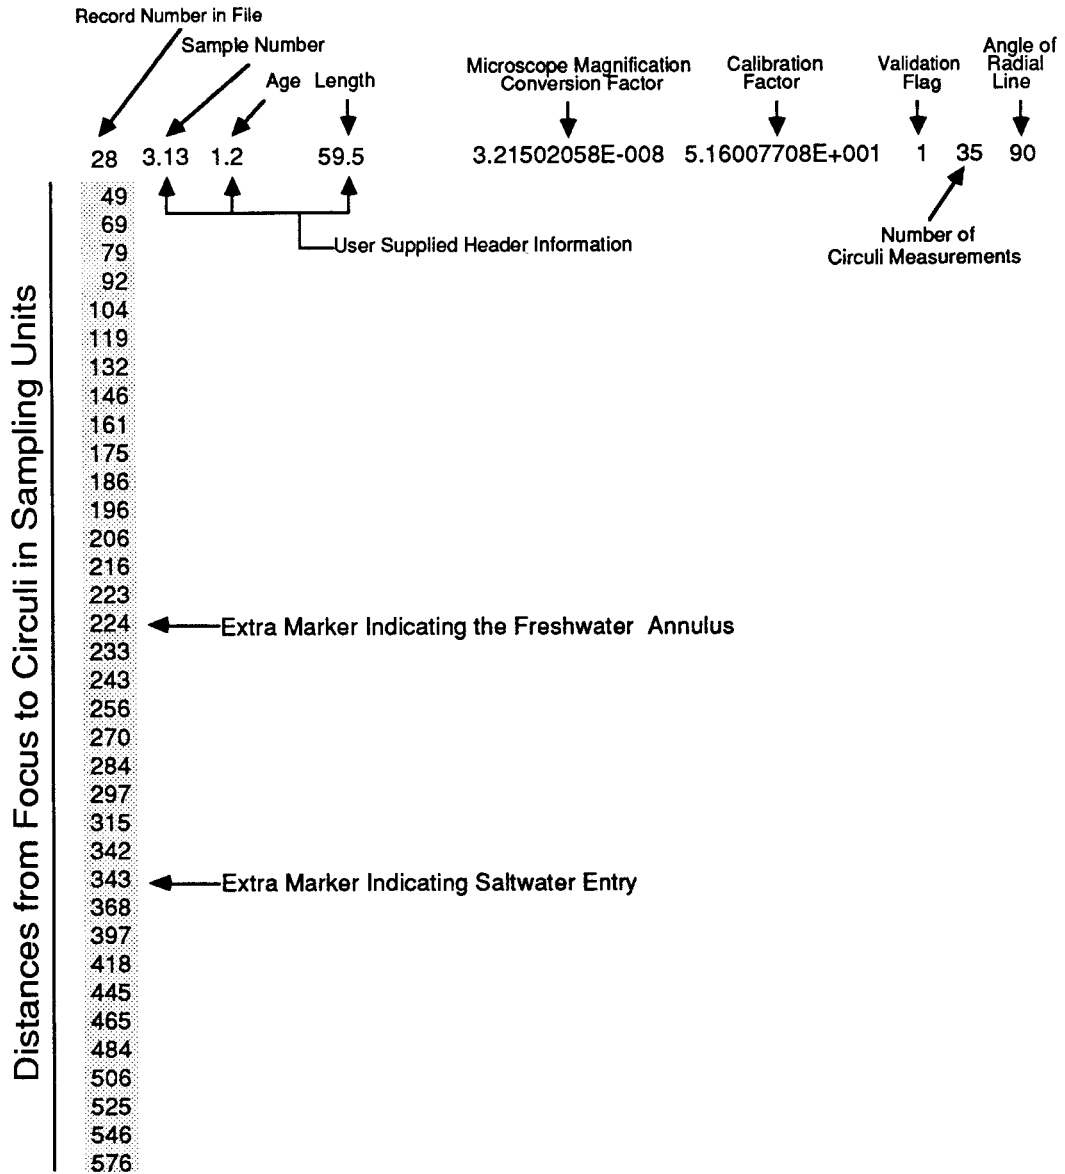 Record Number in File
Sample Number
Age Length
Microscope Magnification
Conversion Factor
Calibration
Factor
Validation
Flag
Angle of
Radial
Line
28 3.13 1.2 59.5 3.21502058E-008 5.16007708E+001 1 35 90
User Supplied Header Information
Number of
Circuli Measurements
Distances from Focus to Circuli in Sampling Units
49
69
79
92
104
119
132
146
161
175
186
196
206
216
223
224 Extra Marker Indicating the Freshwater Annulus
233
243
256
270
284
297
315
342
343 Extra Marker Indicating Saltwater Entry
368
397
418
445
465
484
506
525
546
576